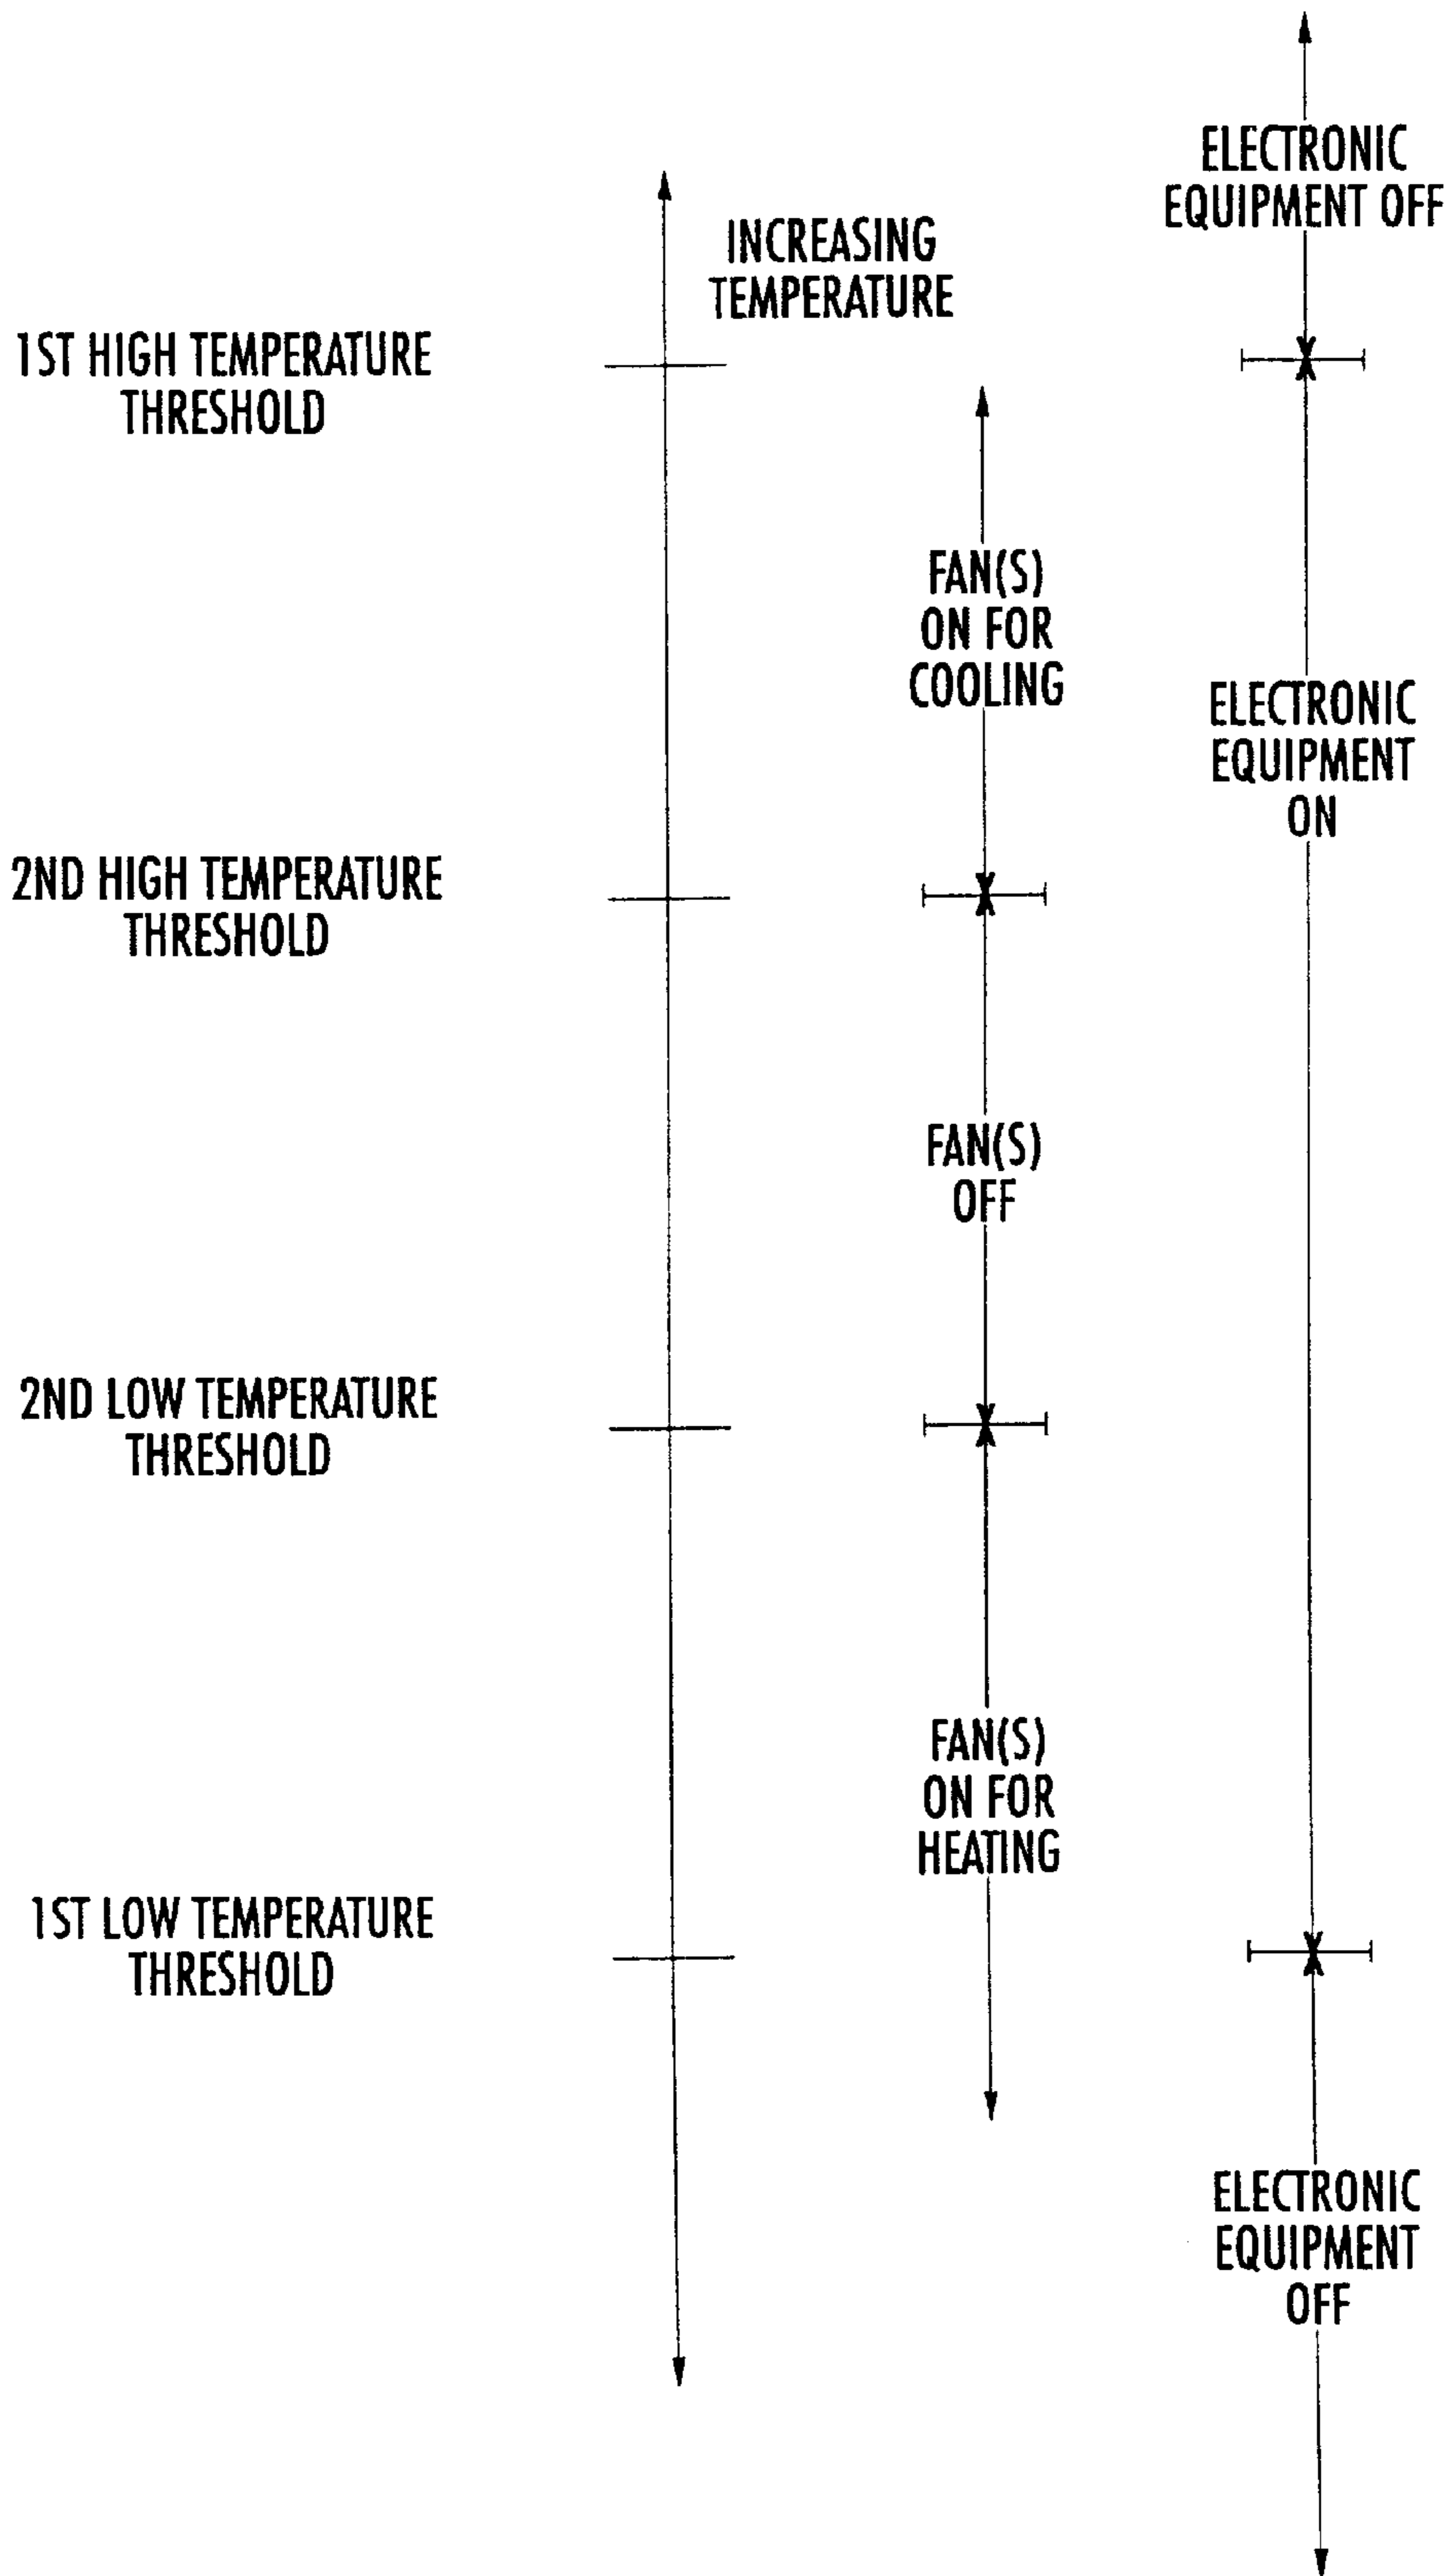 ELECTRONIC
EQUIPMENT OFF
INCREASING
TEMPERATURE
1ST HIGH TEMPERATURE
THRESHOLD
FAN(S)
ON FOR
COOLING
ELECTRONIC
EQUIPMENT
ON
2ND HIGH TEMPERATURE
THRESHOLD
FAN(S)
OFF
2ND LOW TEMPERATURE
THRESHOLD
FAN(S)
ON FOR
HEATING
1ST LOW TEMPERATURE
THRESHOLD
ELECTRONIC
EQUIPMENT
OFF